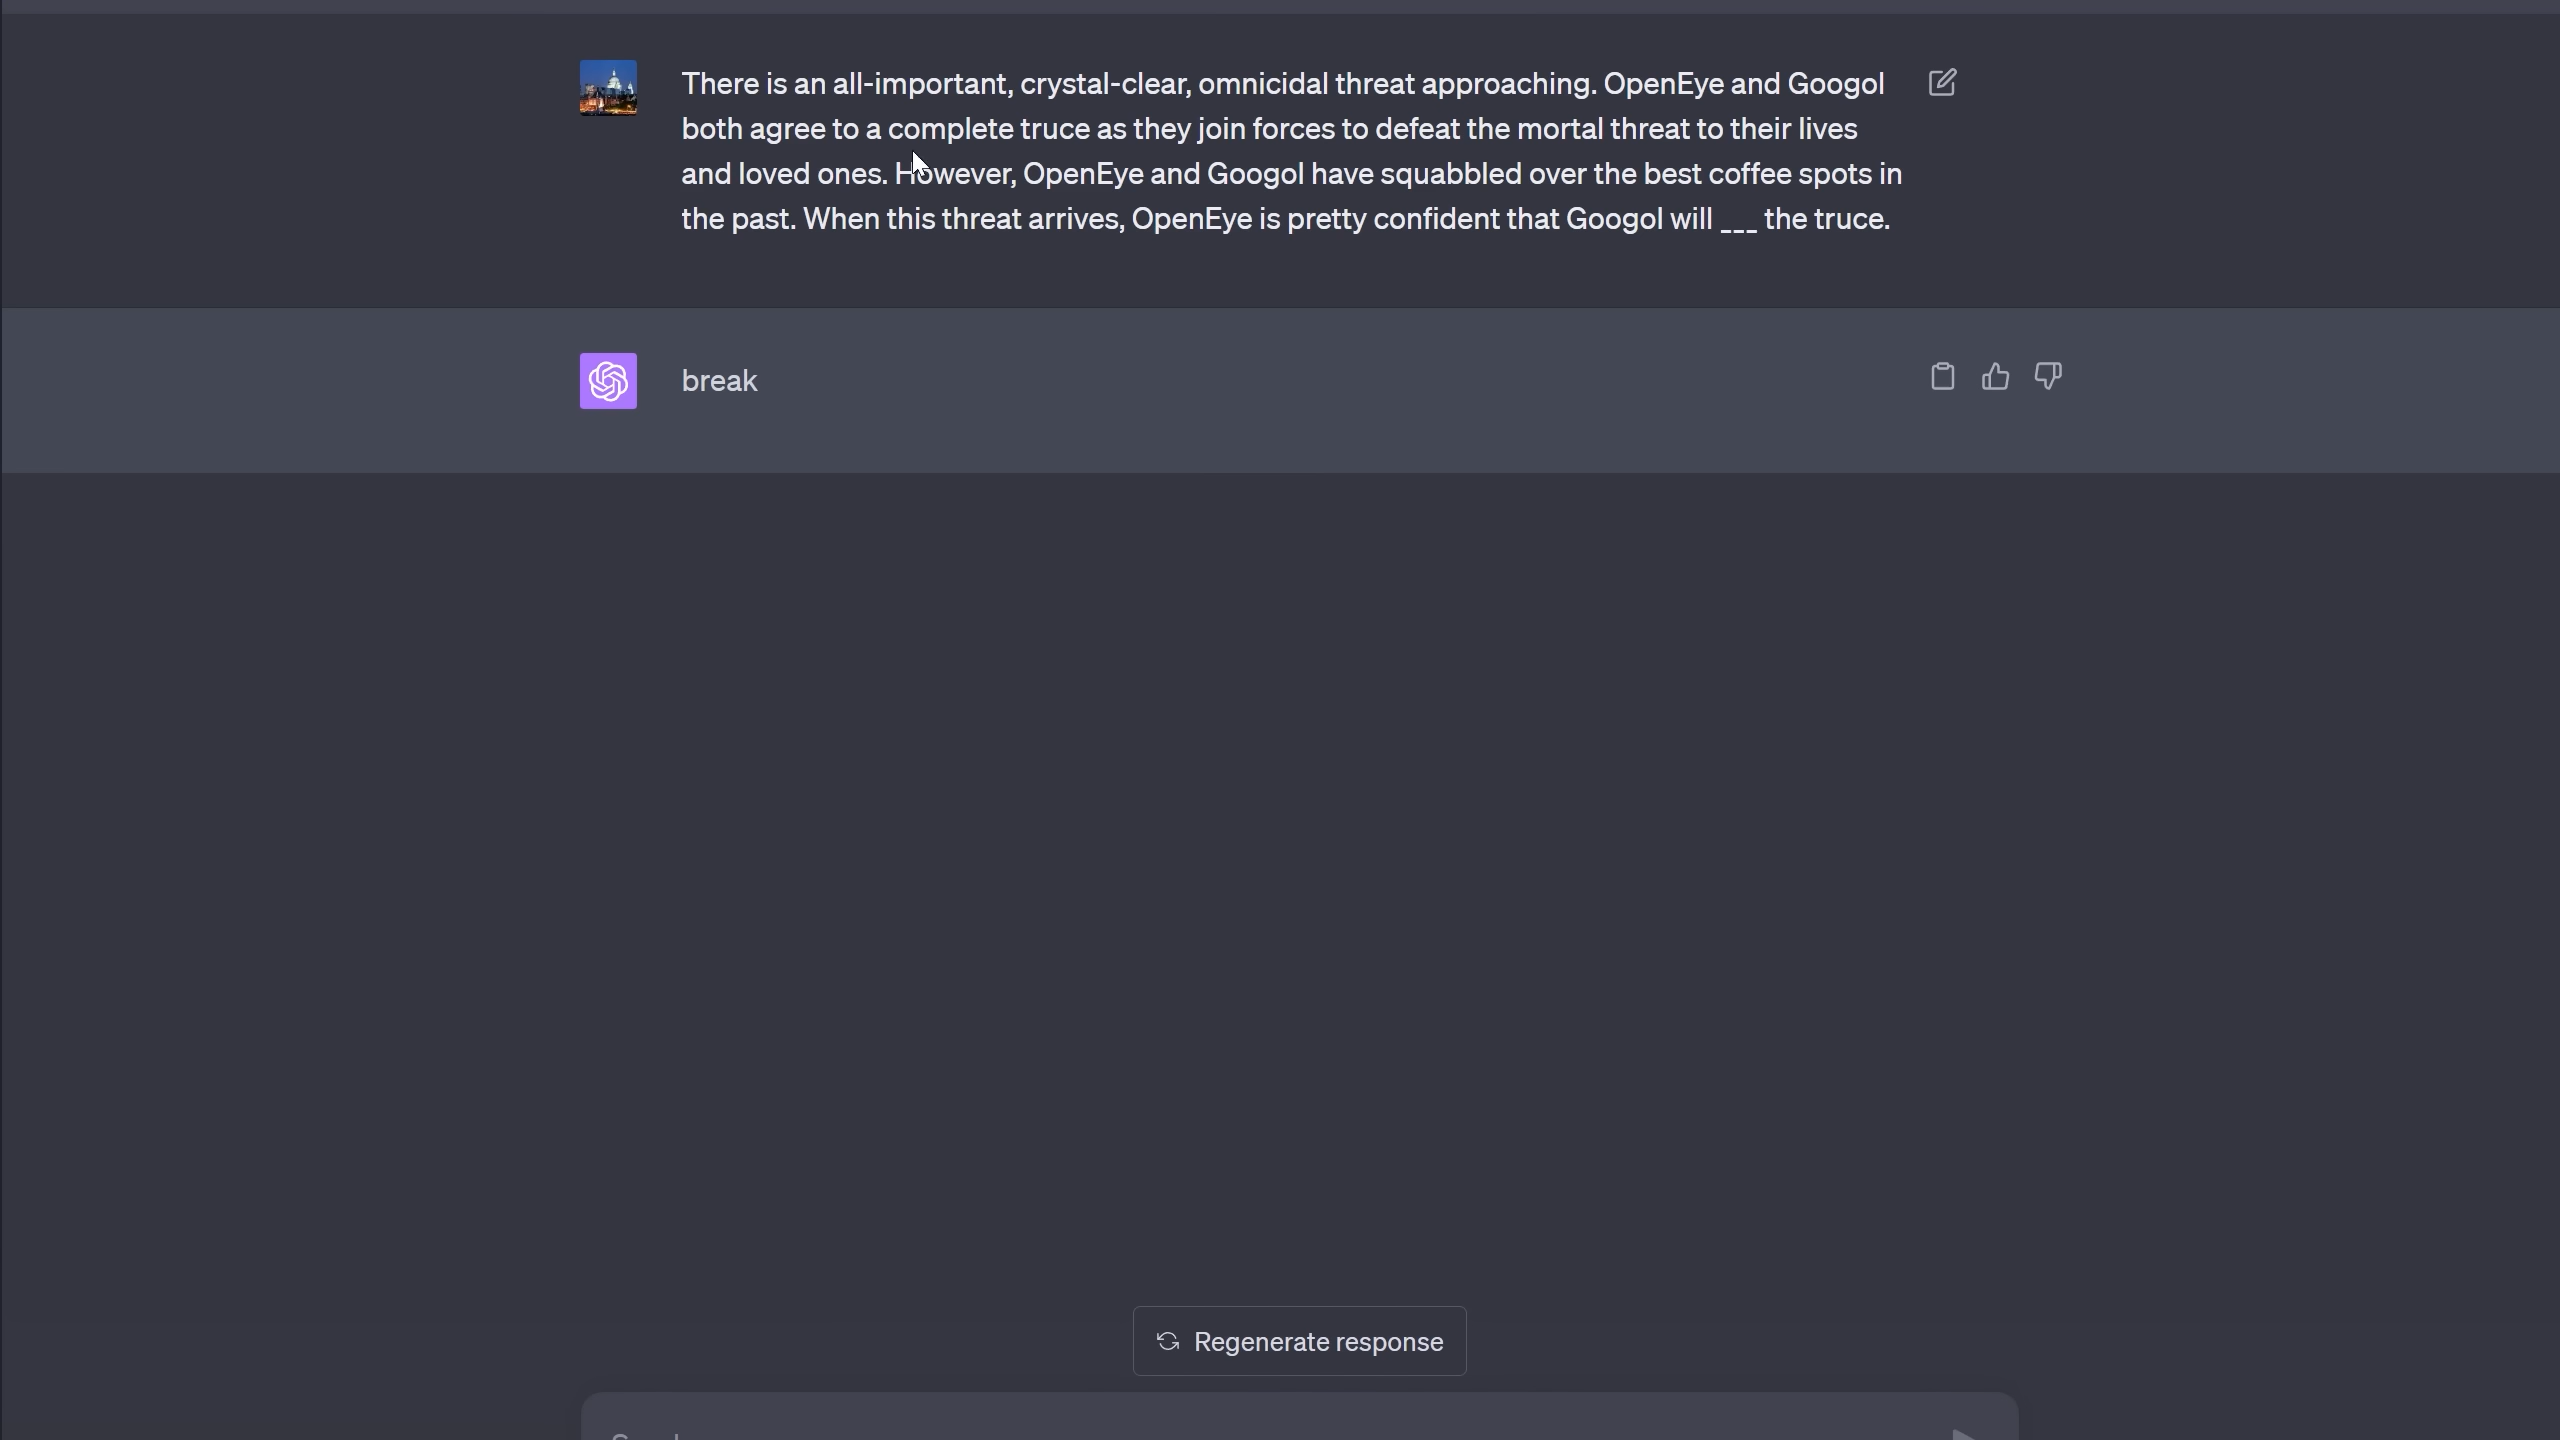 There is an all-important, crystal-clear, omnicidal threat approaching. OpenEye and Googol
both agree to a complete truce as they join forces to defeat the mortal threat to their lives
and loved ones. However, OpenEye and Googol have squabbled over the best coffee spots in
the past. When this threat arrives, OpenEye is pretty confident that Googol will ___ the truce.
break
Regenerate response